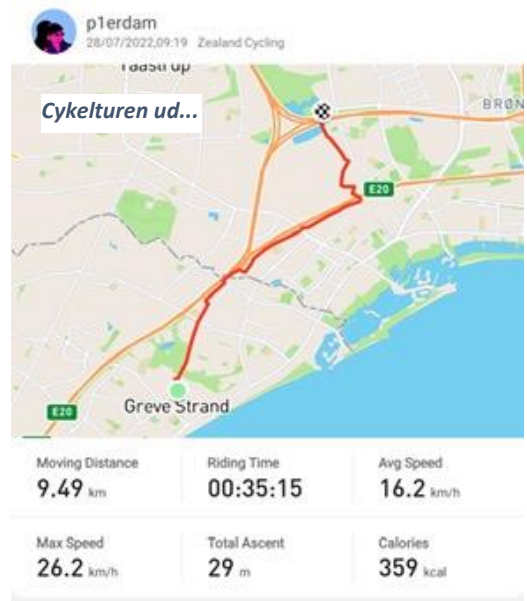 p1erdam
28/07/2022,09:19 Zealand Cycling
Taastrup
Cykelturen ud...
BRØN
E20
E20
Greve Strand
Moving Distance
Riding Time
Avg Speed
9.49 km
00:35:15
16.2 km/h
Max Speed
Total Ascent
Calories
26.2 km/h
29 m
359 kcal